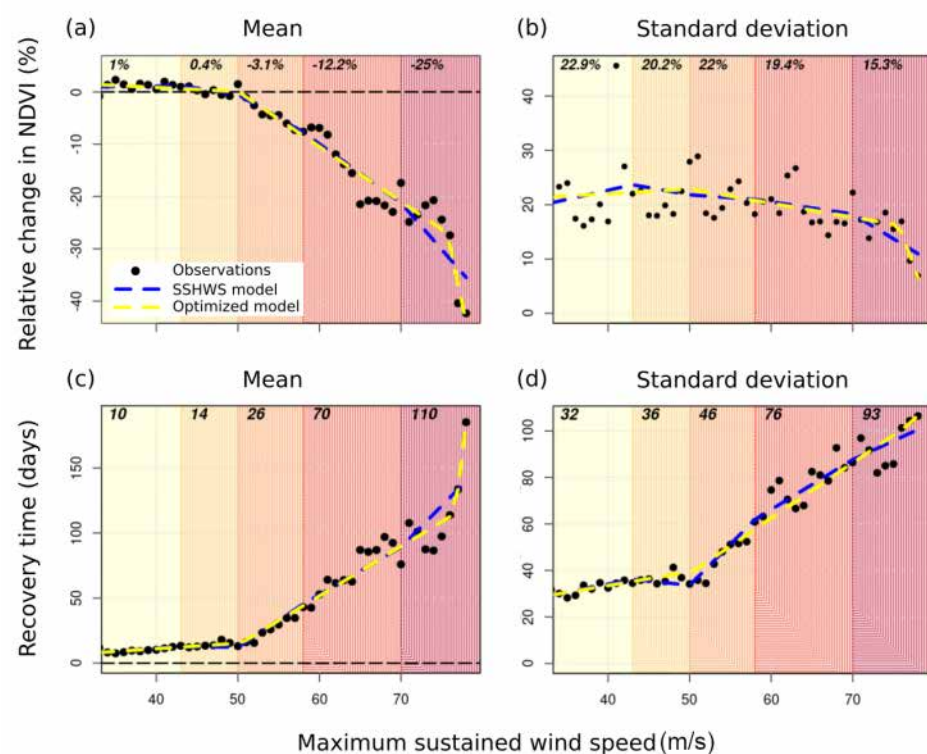 (a) Mean
(b) Standard deviation
Relative change in NDVI (%)
1% 0.4% -3.1% -12.2% -25%
0
-10
-20
-30
-40
Observations
SSHWS model
Optimized model
40 50 60 70
22.9% 20.2% 22% 19.4% 15.3%
40
30
20
10
0
40 50 60 70
(c) Mean
(d) Standard deviation
Recovery time (days)
10 14 26 70 110
150
100
50
0
40 50 60 70
32 36 46 76 93
100
80
60
40
20
0
40 50 60 70
Maximum sustained wind speed (m/s)